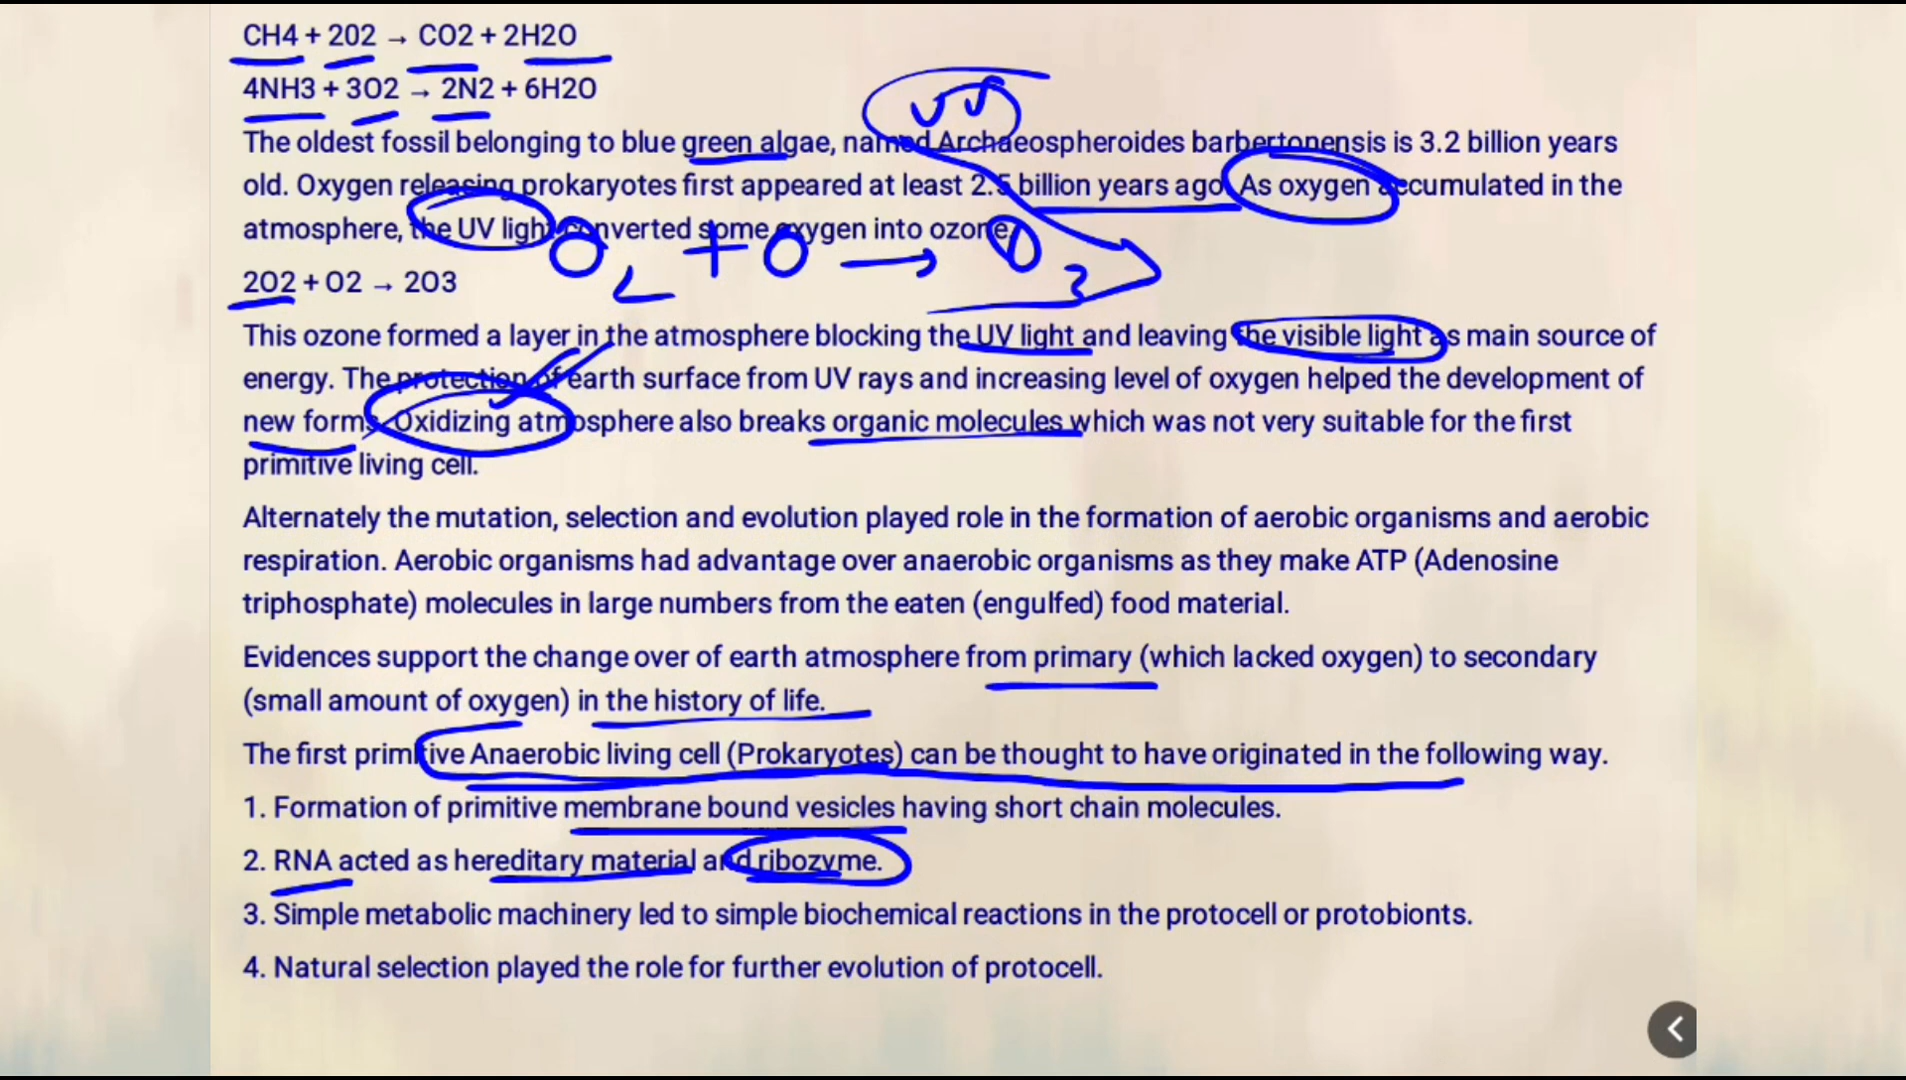 CH4 + 2O2 → CO2 + 2H2O
4NH3 + 3O2 → 2N2 + 6H2O
UV
The oldest fossil belonging to blue green algae, named Archaeospheroides barbertonensis is 3.2 billion years
old. Oxygen releasing prokaryotes first appeared at least 2.5 billion years ago. As oxygen accumulated in the
atmosphere, the UV light converted some oxygen into ozone.
O2 + O → O3
2O2 + O2 → 2O3
This ozone formed a layer in the atmosphere blocking the UV light and leaving the visible light as main source of
energy. The protection of earth surface from UV rays and increasing level of oxygen helped the development of
new forms. Oxidizing atmosphere also breaks organic molecules which was not very suitable for the first
primitive living cell.
Alternately the mutation, selection and evolution played role in the formation of aerobic organisms and aerobic
respiration. Aerobic organisms had advantage over anaerobic organisms as they make ATP (Adenosine
triphosphate) molecules in large numbers from the eaten (engulfed) food material.
Evidences support the change over of earth atmosphere from primary (which lacked oxygen) to secondary
(small amount of oxygen) in the history of life.
The first primitive Anaerobic living cell (Prokaryotes) can be thought to have originated in the following way.
1. Formation of primitive membrane bound vesicles having short chain molecules.
2. RNA acted as hereditary material and ribozyme.
3. Simple metabolic machinery led to simple biochemical reactions in the protocell or protobionts.
4. Natural selection played the role for further evolution of protocell.